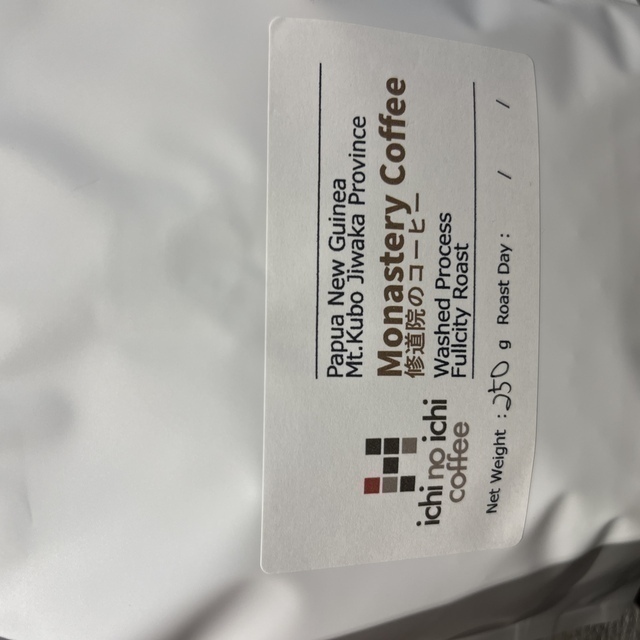 Papua New Guinea
Mt.Kubo Jiwaka Province
Monastery Coffee
修道院のコーヒー
Washed Process
Fullcity Roast
ichi no ichi
coffee
Net Weight : 250 g Roast Day : / /